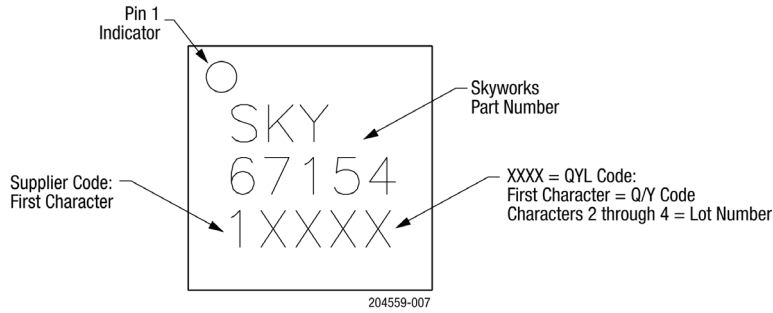 Pin 1
Indicator
SKY
67154
1XXXX
Skyworks
Part Number
Supplier Code:
First Character
XXXX = QYL Code:
First Character = Q/Y Code
Characters 2 through 4 = Lot Number
204559-007